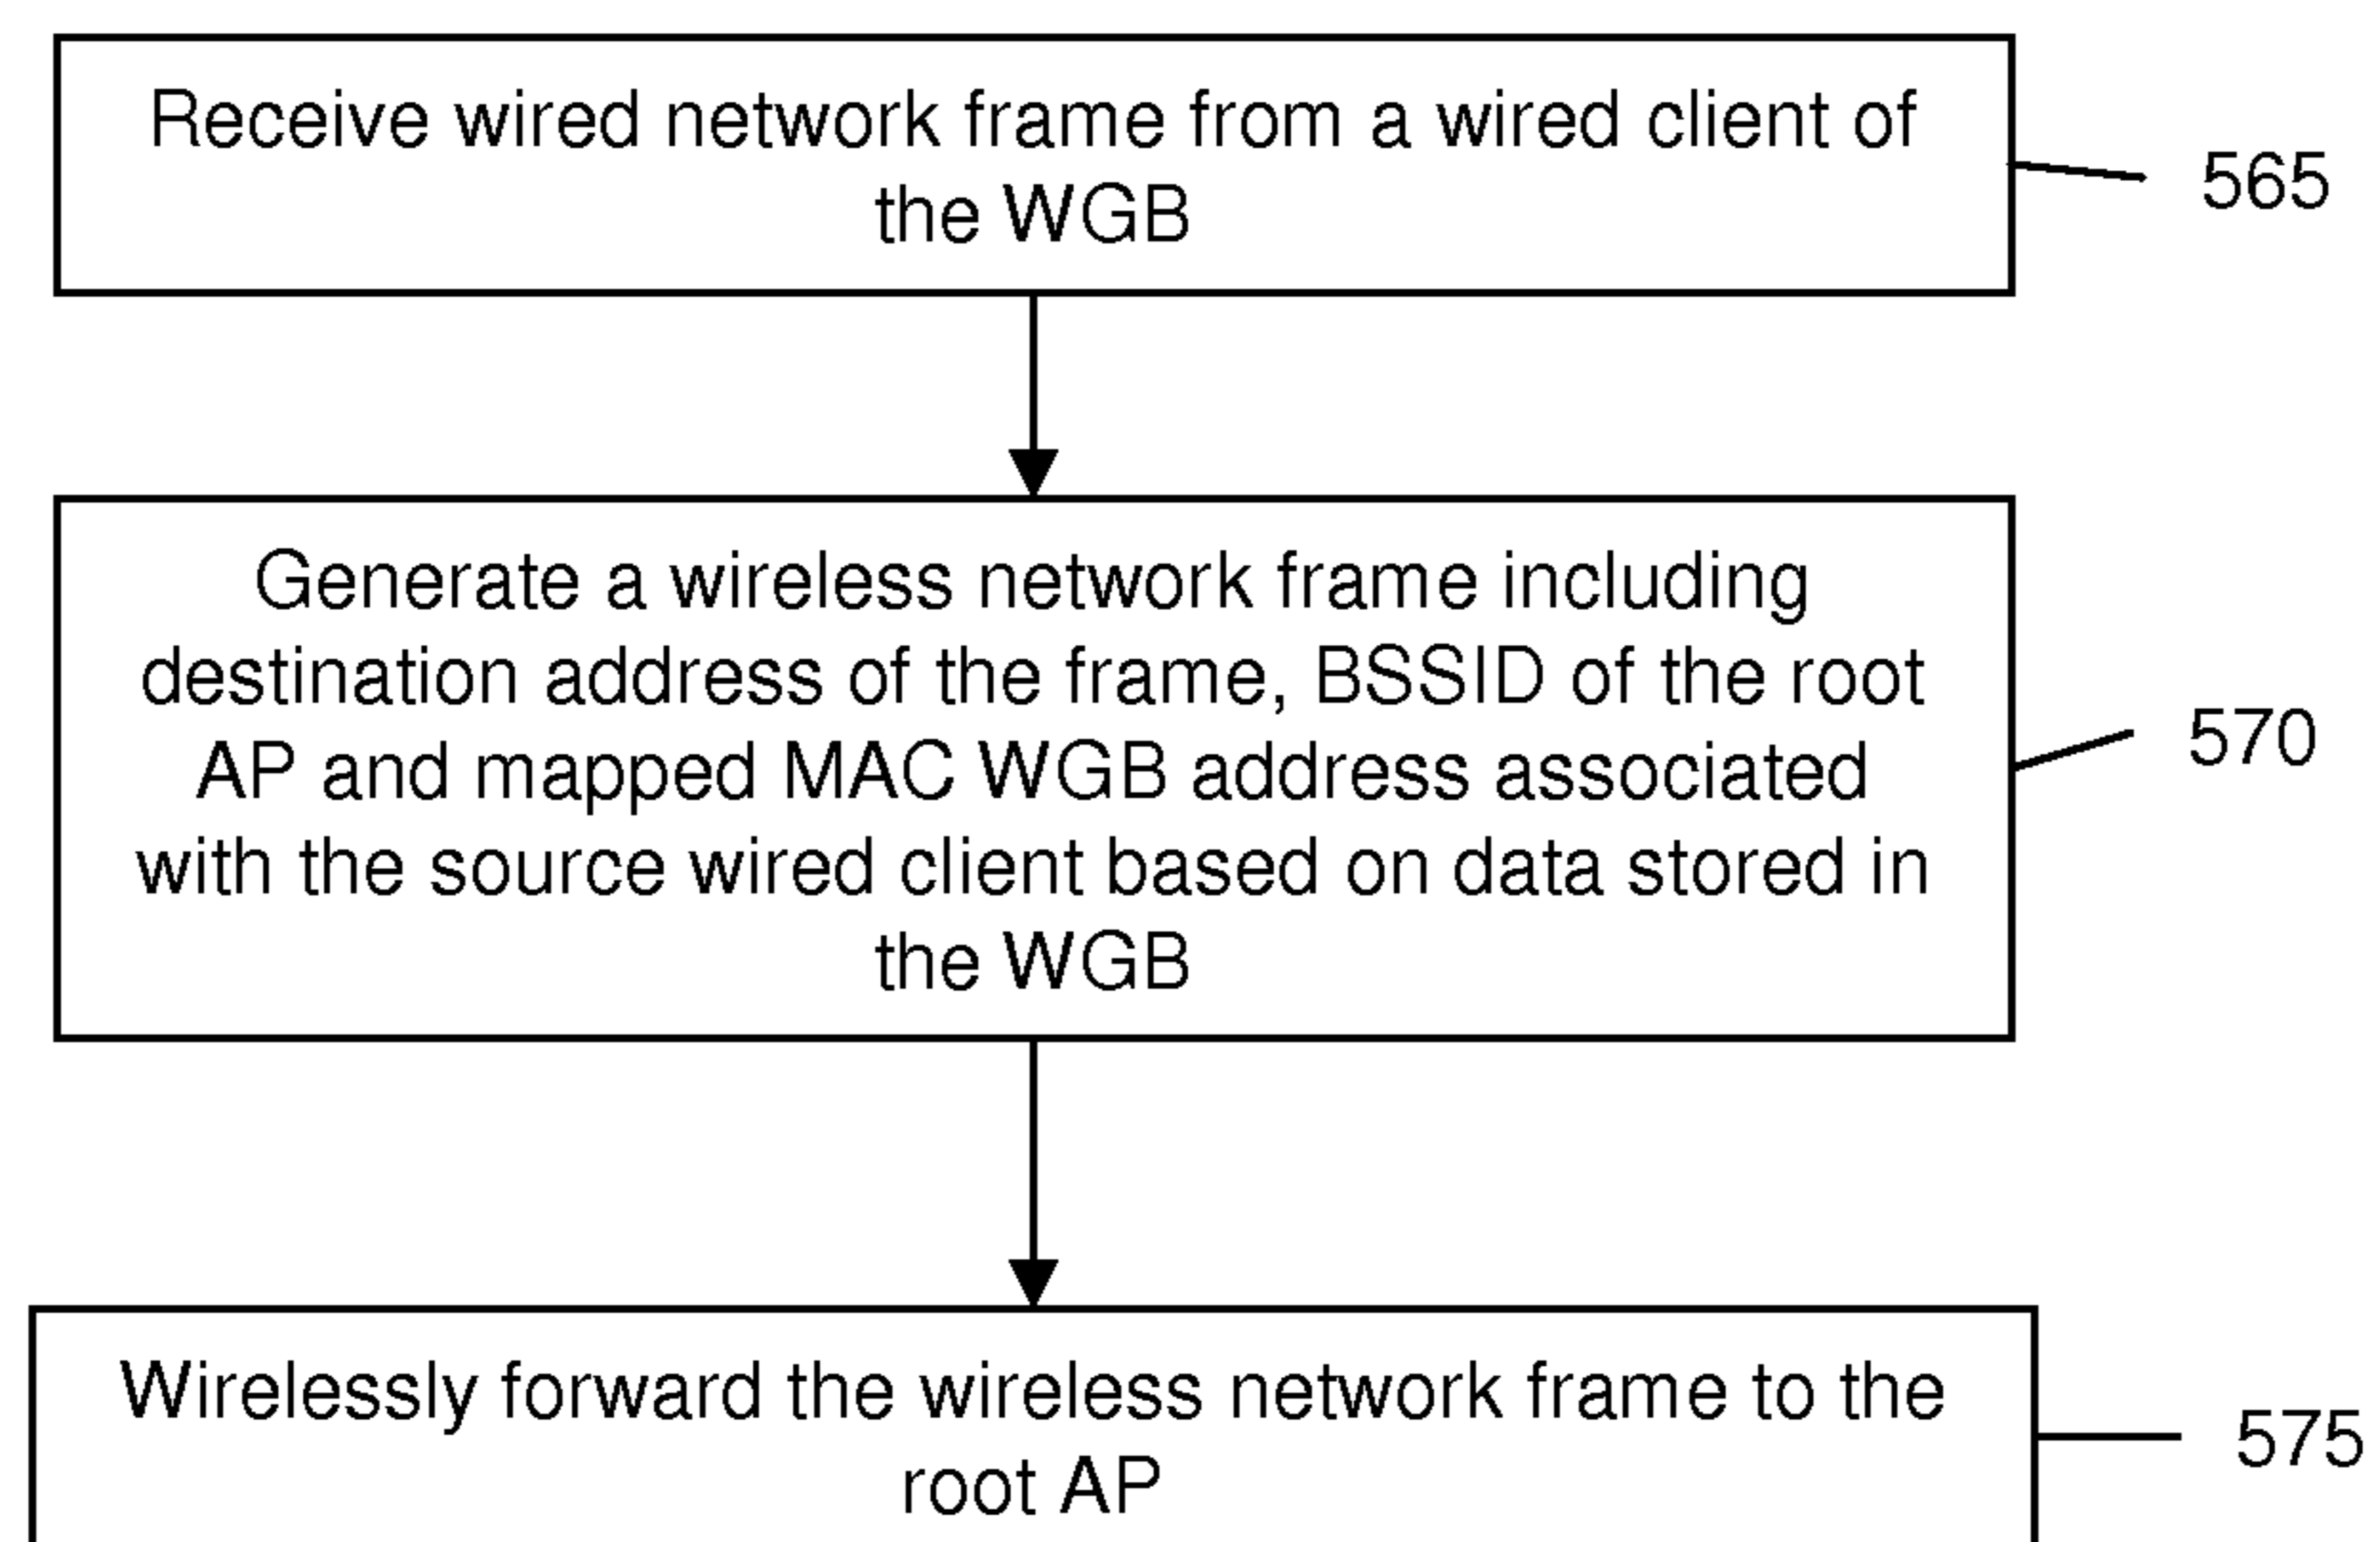 Receive wired network frame from a wired client of
the WGB
565
Generate a wireless network frame including
destination address of the frame, BSSID of the root
AP and mapped MAC WGB address associated
with the source wired client based on data stored in
the WGB
570
Wirelessly forward the wireless network frame to the
root AP
575